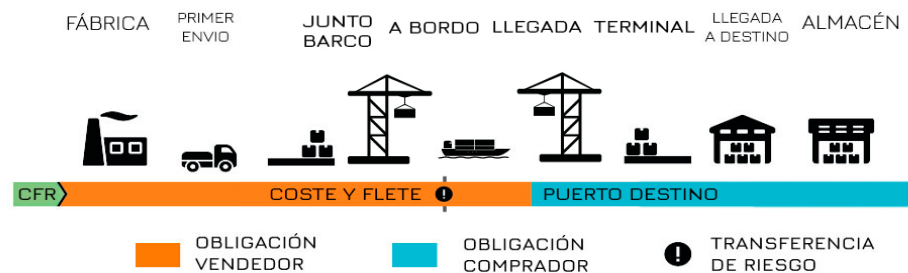 FÁBRICA
PRIMER
ENVIO
JUNTO
BARCO
A BORDO
LLEGADA
TERMINAL
LLEGADA
A DESTINO
ALMACÉN
CFR
COSTE Y FLETE
!
PUERTO DESTINO
OBLIGACIÓN
VENDEDOR
OBLIGACIÓN
COMPRADOR
!
TRANSFERENCIA
DE RIESGO